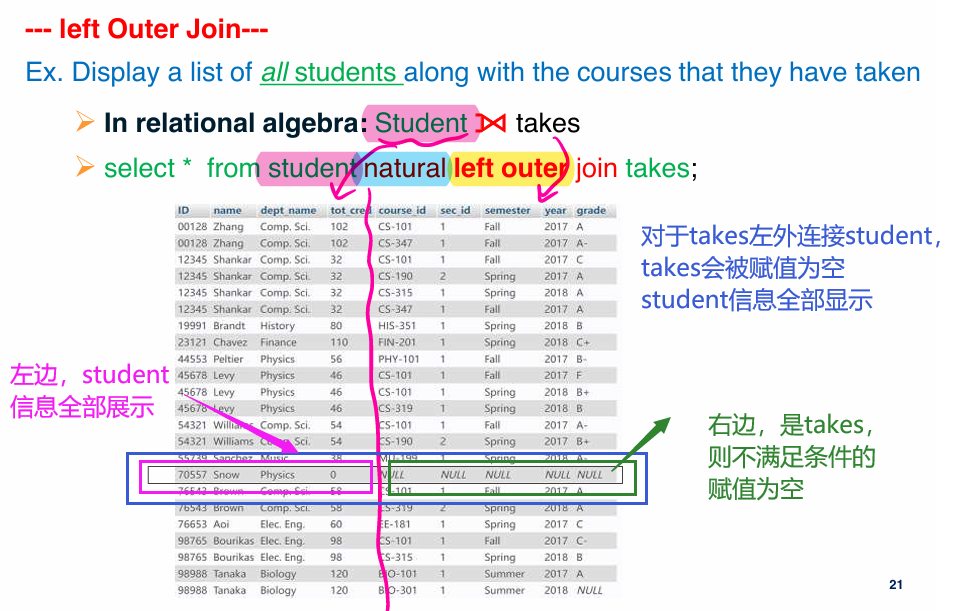 --- left Outer Join---
Ex. Display a list of all students along with the courses that they have taken
In relational algebra: Student ⟕ takes
select * from student natural left outer join takes;
ID name dept_name tot_cred course_id sec_id semester year grade
00128 Zhang Comp. Sci. 102 CS-101 1 Fall 2017 A
00128 Zhang Comp. Sci. 102 CS-347 1 Fall 2017 A-
12345 Shankar Comp. Sci. 32 CS-101 1 Fall 2017 C
12345 Shankar Comp. Sci. 32 CS-190 2 Spring 2017 A
12345 Shankar Comp. Sci. 32 CS-315 1 Spring 2018 A
12345 Shankar Comp. Sci. 32 CS-347 1 Fall 2017 A
19991 Brandt History 80 HIS-351 1 Spring 2018 B
23121 Chavez Finance 110 FIN-201 1 Spring 2018 C+
44553 Peltier Physics 56 PHY-101 1 Fall 2017 B-
45678 Levy Physics 46 CS-101 1 Fall 2017 F
45678 Levy Physics 46 CS-101 1 Spring 2018 B+
45678 Levy Physics 46 CS-319 1 Spring 2018 B
54321 Williams Comp. Sci. 54 CS-101 1 Fall 2017 A-
54321 Williams Comp. Sci. 54 CS-190 2 Spring 2017 B+
55739 Sanchez Music 38 MU-199 1 Spring 2018 A-
70557 Snow Physics 0 NULL NULL NULL NULL NULL
76543 Brown Comp. Sci. 58 CS-101 1 Fall 2017 A
76543 Brown Comp. Sci. 58 CS-319 2 Spring 2018 A
76653 Aoi Elec. Eng. 60 EE-181 1 Spring 2017 C
98765 Bourikas Elec. Eng. 98 CS-101 1 Fall 2017 C-
98765 Bourikas Elec. Eng. 98 CS-315 1 Spring 2018 B
98988 Tanaka Biology 120 BIO-101 1 Summer 2017 A
98988 Tanaka Biology 120 BIO-301 1 Summer 2018 NULL
对于takes左外连接student，
takes会被赋值为空
student信息全部显示
左边，student
信息全部展示
右边，是takes，
则不满足条件的
赋值为空
21